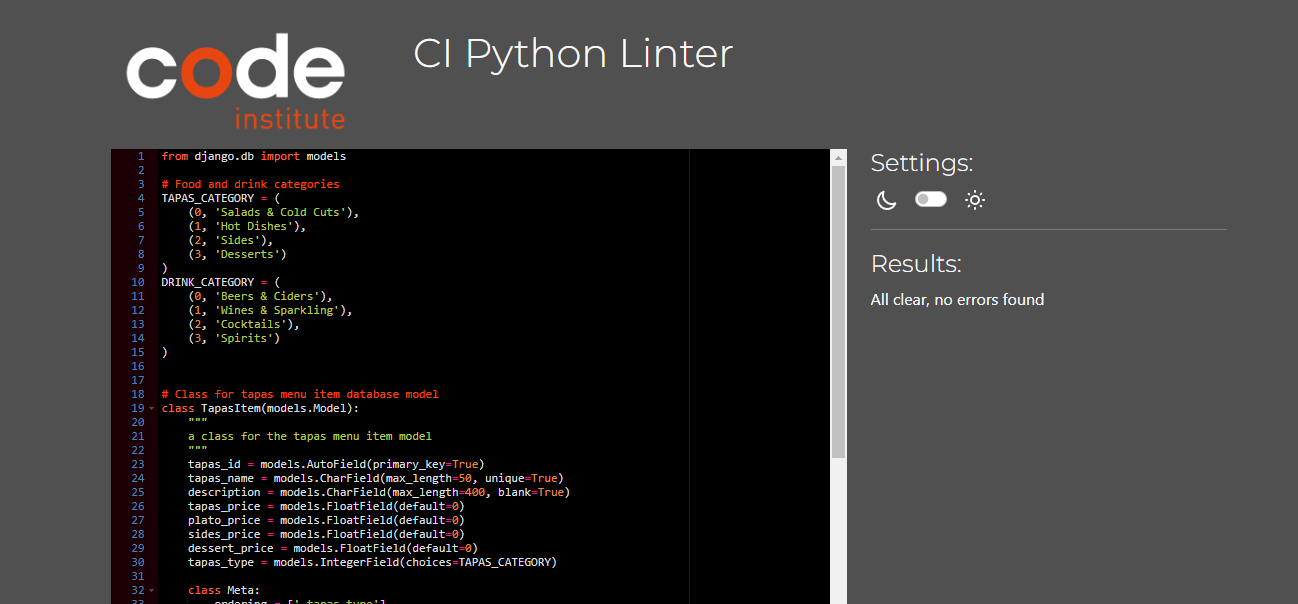 code
institute
CI Python Linter
1 from django.db import models
2
3 # Food and drink categories
4 TAPAS_CATEGORY = (
5     (0, 'Salads & Cold Cuts'),
6     (1, 'Hot Dishes'),
7     (2, 'Sides'),
8     (3, 'Desserts')
9 )
10 DRINK_CATEGORY = (
11     (0, 'Beers & Ciders'),
12     (1, 'Wines & Sparkling'),
13     (2, 'Cocktails'),
14     (3, 'Spirits')
15 )
16
17
18 # Class for tapas menu item database model
19 class TapasItem(models.Model):
20     """
21     a class for the tapas menu item model
22     """
23     tapas_id = models.AutoField(primary_key=True)
24     tapas_name = models.CharField(max_length=50, unique=True)
25     description = models.CharField(max_length=400, blank=True)
26     tapas_price = models.FloatField(default=0)
27     plato_price = models.FloatField(default=0)
28     sides_price = models.FloatField(default=0)
29     dessert_price = models.FloatField(default=0)
30     tapas_type = models.IntegerField(choices=TAPAS_CATEGORY)
31
32     class Meta:
Settings:
Results:
All clear, no errors found